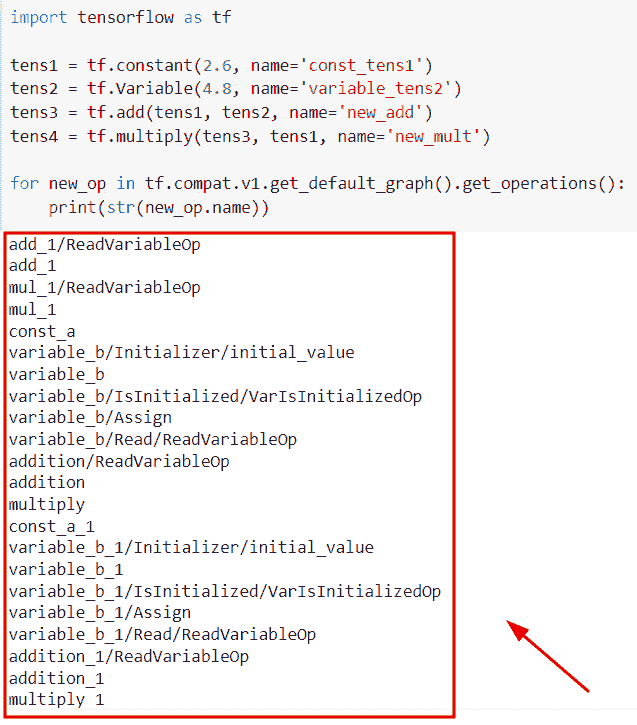 import tensorflow as tf
tens1 = tf.constant(2.6, name='const_tens1')
tens2 = tf.Variable(4.8, name='variable_tens2')
tens3 = tf.add(tens1, tens2, name='new_add')
tens4 = tf.multiply(tens3, tens1, name='new_mult')
for new_op in tf.compat.v1.get_default_graph().get_operations():
    print(str(new_op.name))
add_1/ReadVariableOp
add_1
mul_1/ReadVariableOp
mul_1
const_a
variable_b/Initializer/initial_value
variable_b
variable_b/IsInitialized/VarIsInitializedOp
variable_b/Assign
variable_b/Read/ReadVariableOp
addition/ReadVariableOp
addition
multiply
const_a_1
variable_b_1/Initializer/initial_value
variable_b_1
variable_b_1/IsInitialized/VarIsInitializedOp
variable_b_1/Assign
variable_b_1/Read/ReadVariableOp
addition_1/ReadVariableOp
addition_1
multiply 1